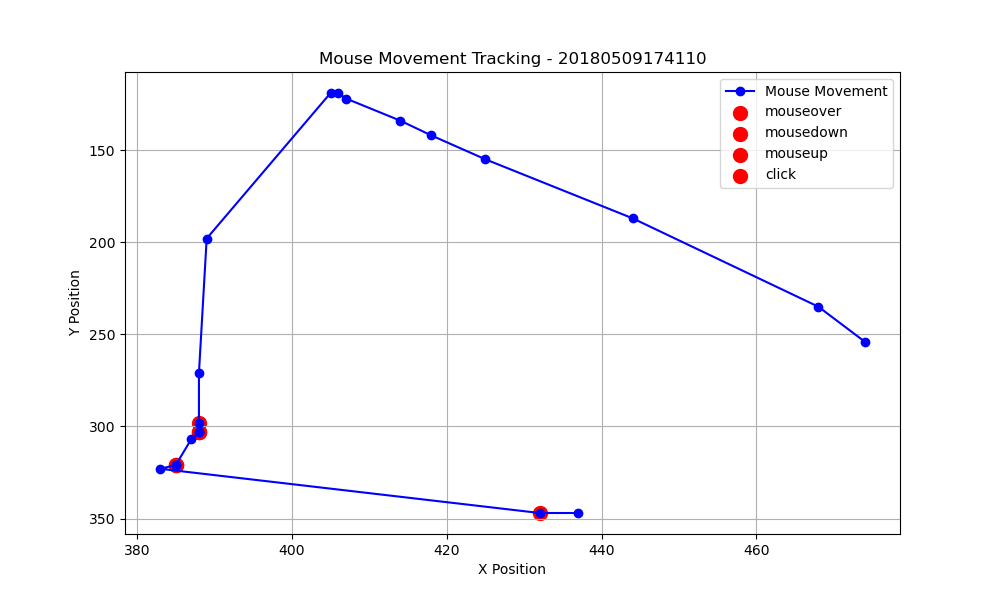 Mouse Movement Tracking - 20180509174110
Mouse Movement
mouseover
mousedown
mouseup
click
150
200
250
300
350
Y Position
380
400
420
440
460
X Position